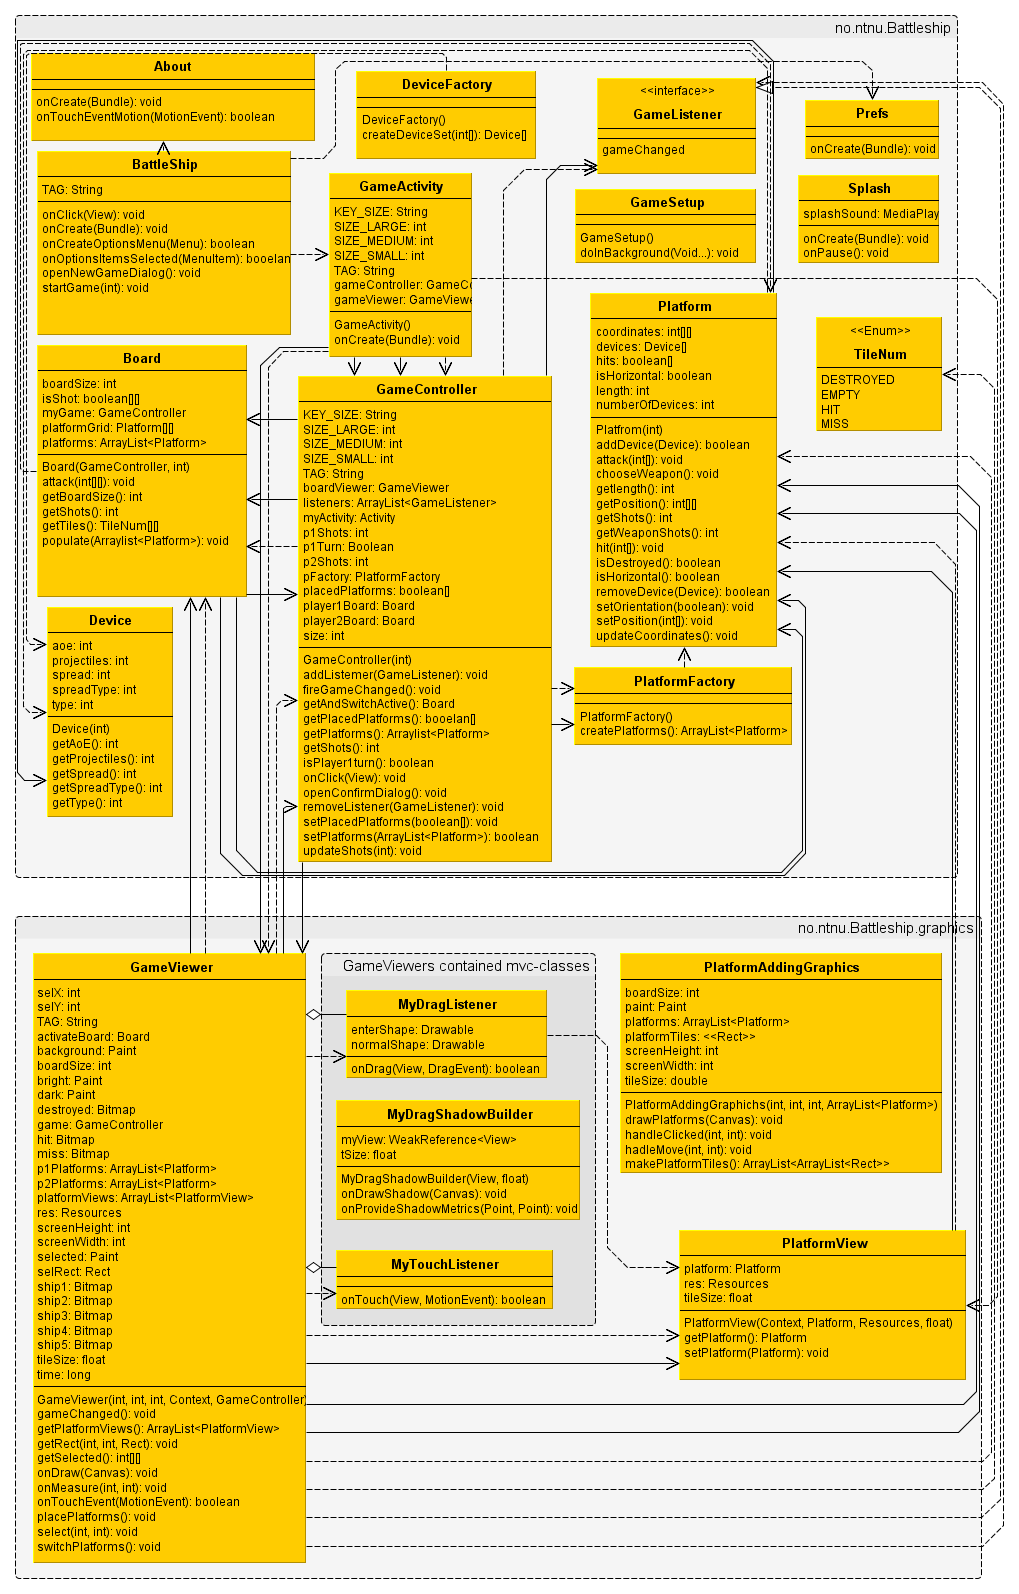 no.ntnu.Battleship
About
onCreate(Bundle): void
onTouchEventMotion(MotionEvent): boolean
DeviceFactory
DeviceFactory()
createDeviceSet(int[]): Device[]
<<interface>>
GameListener
gameChanged
Prefs
onCreate(Bundle): void
BattleShip
TAG: String
onClick(View): void
onCreate(Bundle): void
onCreateOptionsMenu(Menu): boolean
onOptionsItemsSelected(MenuItem): boolean
openNewGameDialog(): void
startGame(int): void
GameActivity
KEY_SIZE: String
SIZE_LARGE: int
SIZE_MEDIUM: int
SIZE_SMALL: int
TAG: String
gameController: GameCo
gameViewer: GameViewe
GameActivity()
onCreate(Bundle): void
GameSetup
GameSetup()
doInBackground(Void...): void
Splash
splashSound: MediaPlay
onCreate(Bundle): void
onPause(): void
Platform
coordinates: int[][]
devices: Device[]
hits: boolean[]
isHorizontal: boolean
length: int
numberOfDevices: int
Platfrom(int)
addDevice(Device): boolean
attack(int[]): void
chooseWeapon(): void
getlength(): int
getPosition(): int[][]
getShots(): int
getWeaponShots(): int
hit(int[]): void
isDestroyed(): boolean
isHorizontal(): boolean
removeDevice(Device): boolean
setOrientation(boolean): void
setPosition(int[]): void
updateCoordinates(): void
<<Enum>>
TileNum
DESTROYED
EMPTY
HIT
MISS
Board
boardSize: int
isShot: boolean[][]
myGame: GameController
platformGrid: Platform[][]
platforms: ArrayList<Platform>
Board(GameController, int)
attack(int[][]): void
getBoardSize(): int
getShots(): int
getTiles(): TileNum[][]
populate(Arraylist<Platform>): void
GameController
KEY_SIZE: String
SIZE_LARGE: int
SIZE_MEDIUM: int
SIZE_SMALL: int
TAG: String
boardViewer: GameViewer
listeners: ArrayList<GameListener>
myActivity: Activity
p1Shots: int
p1Turn: Boolean
p2Shots: int
pFactory: PlatformFactory
placedPlatforms: boolean[]
player1Board: Board
player2Board: Board
size: int
GameController(int)
addListemer(GameListener): void
fireGameChanged(): void
getAndSwitchActive(): Board
getPlacedPlatforms(): booelan[]
getPlatforms(): Arraylist<Platform>
getShots(): int
isPlayer1turn(): boolean
onClick(View): void
openConfirmDialog(): void
removeListener(GameListener): void
setPlacedPlatforms(boolean[]): void
setPlatforms(ArrayList<Platform>): boolean
updateShots(int): void
Device
aoe: int
projectiles: int
spread: int
spreadType: int
type: int
Device(int)
getAoE(): int
getProjectiles(): int
getSpread(): int
getSpreadType(): int
getType(): int
PlatformFactory
PlatformFactory()
createPlatforms(): ArrayList<Platform>
no.ntnu.Battleship.graphics
GameViewer
selX: int
selY: int
TAG: String
activateBoard: Board
background: Paint
boardSize: int
bright: Paint
dark: Paint
destroyed: Bitmap
game: GameController
hit: Bitmap
miss: Bitmap
p1Platforms: ArrayList<Platform>
p2Platforms: ArrayList<Platform>
platformViews: ArrayList<PlatformView>
res: Resources
screenHeight: int
screenWidth: int
selected: Paint
selRect: Rect
ship1: Bitmap
ship2: Bitmap
ship3: Bitmap
ship4: Bitmap
ship5: Bitmap
tileSize: float
time: long
GameViewer(int, int, int, Context, GameController)
gameChanged(): void
getPlatformViews(): ArrayList<PlatformView>
getRect(int, int, Rect): void
getSelected(): int[][]
onDraw(Canvas): void
onMeasure(int, int): void
onTouchEvent(MotionEvent): boolean
placePlatforms(): void
select(int, int): void
switchPlatforms(): void
GameViewers contained mvc-classes
MyDragListener
enterShape: Drawable
normalShape: Drawable
onDrag(View, DragEvent): boolean
MyDragShadowBuilder
myView: WeakReference<View>
tSize: float
MyDragShadowBuilder(View, float)
onDrawShadow(Canvas): void
onProvideShadowMetrics(Point, Point): void
MyTouchListener
onTouch(View, MotionEvent): boolean
PlatformAddingGraphics
boardSize: int
paint: Paint
platforms: ArrayList<Platform>
platformTiles: <<Rect>>
screenHeight: int
screenWidth: int
tileSize: double
PlatformAddingGraphichs(int, int, int, ArrayList<Platform>)
drawPlatforms(Canvas): void
handleClicked(int, int): void
hadleMove(int, int): void
makePlatformTiles(): ArrayList<ArrayList<Rect>>
PlatformView
platform: Platform
res: Resources
tileSize: float
PlatformView(Context, Platform, Resources, float)
getPlatform(): Platform
setPlatform(Platform): void